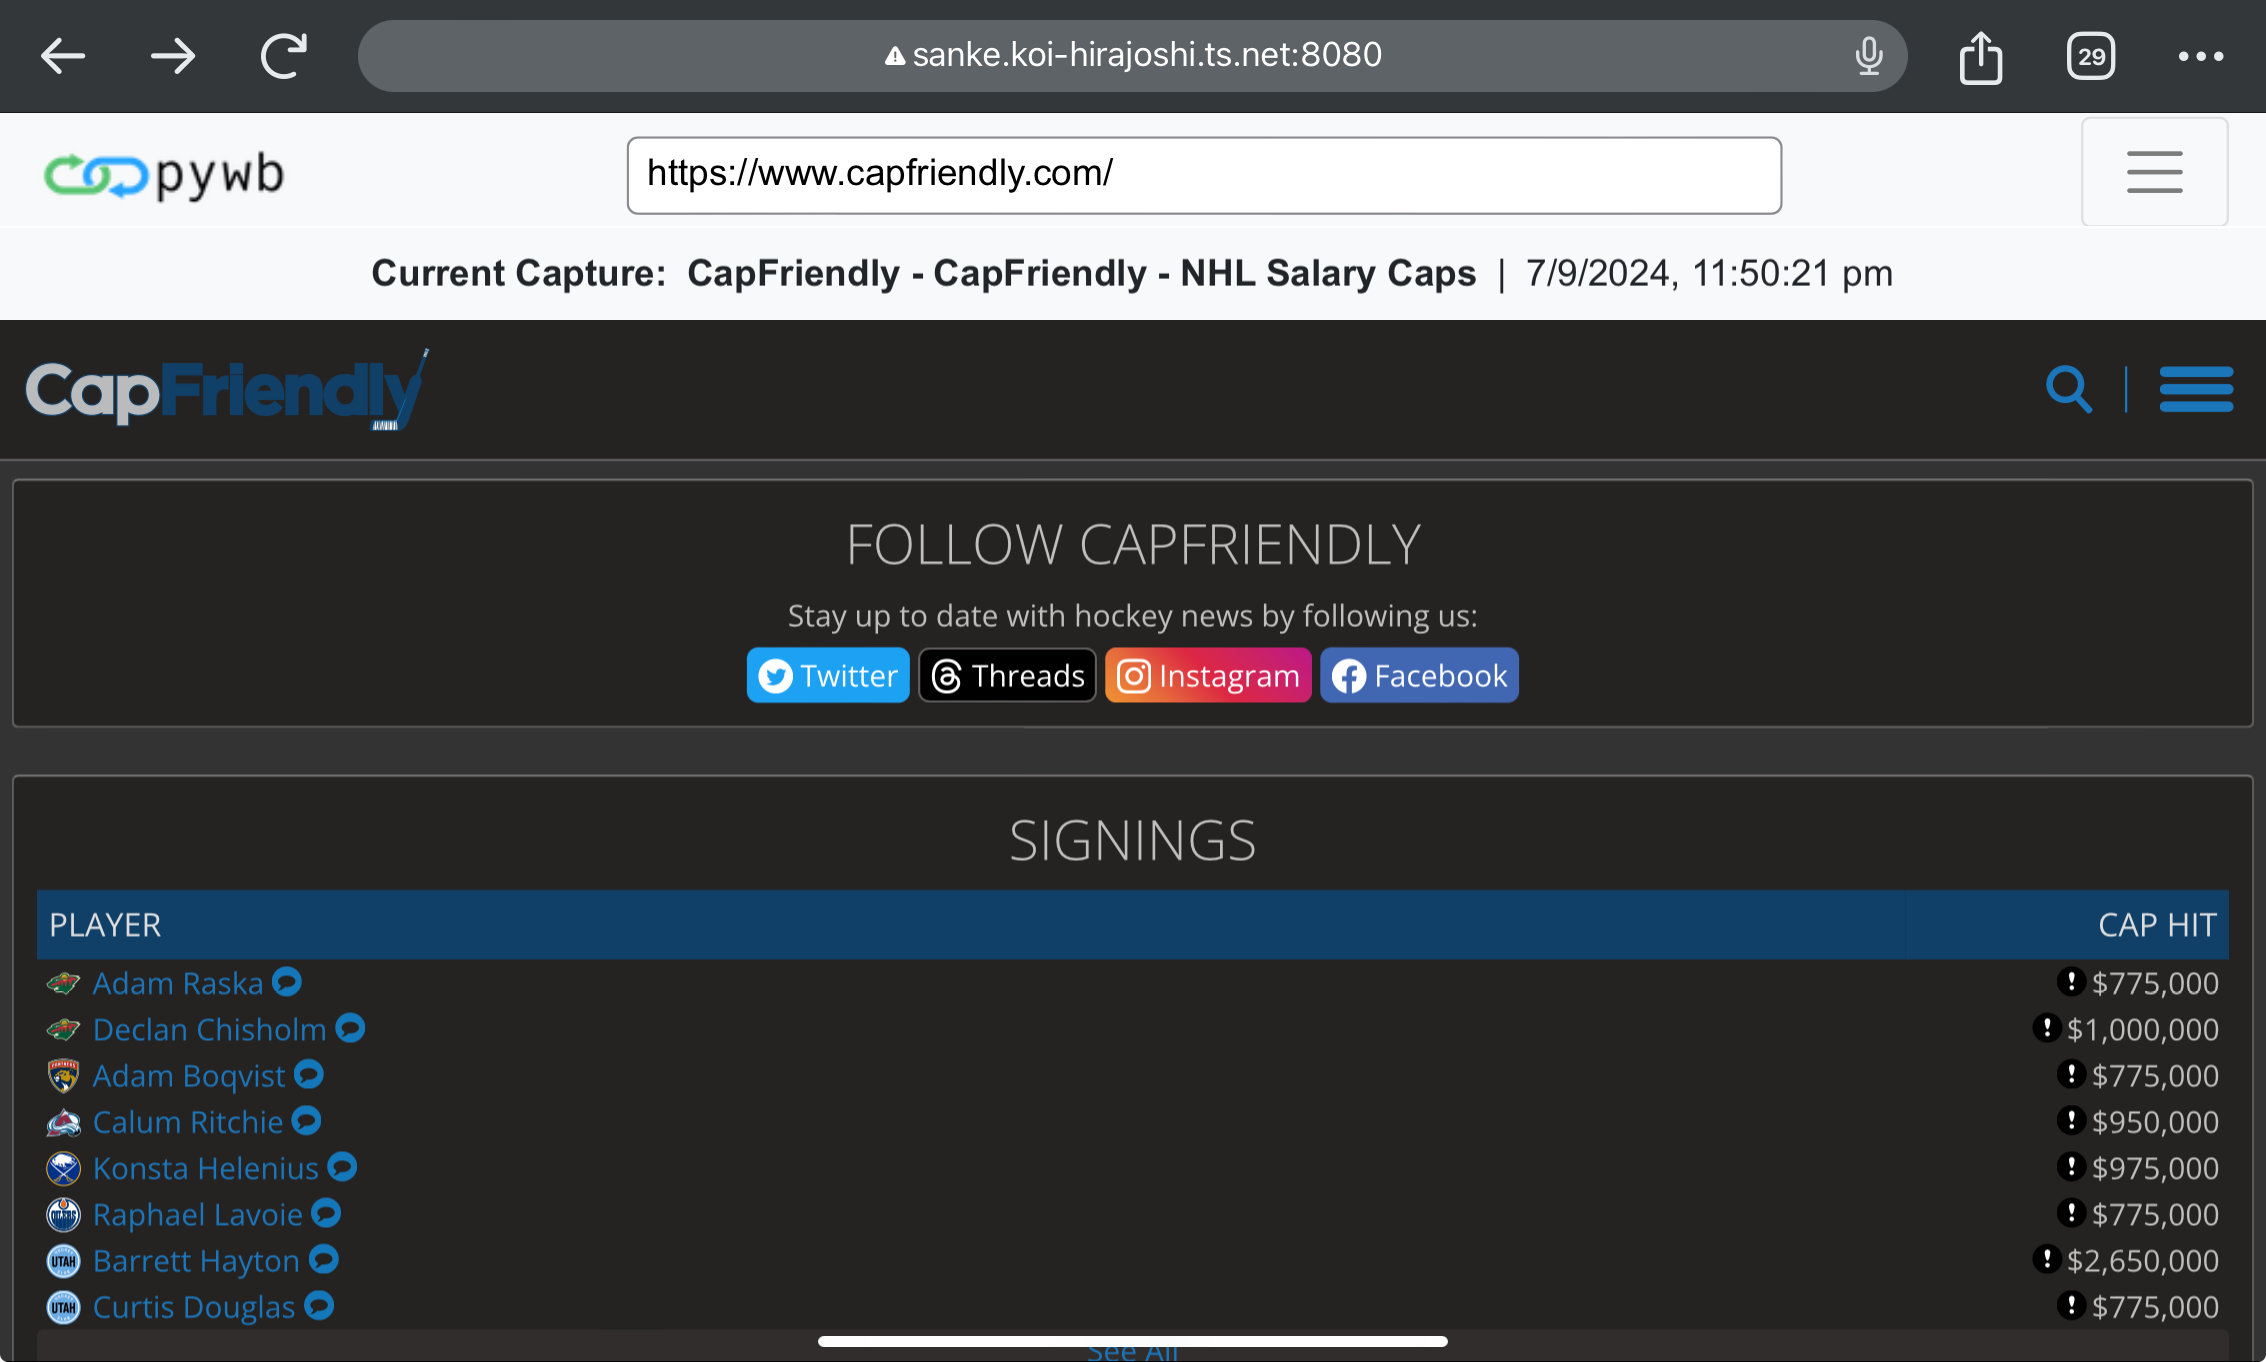 sanke.koi-hirajoshi.ts.net:8080
29
pywb
https://www.capfriendly.com/
Current Capture: CapFriendly - CapFriendly - NHL Salary Caps | 7/9/2024, 11:50:21 pm
CapFriendly
FOLLOW CAPFRIENDLY
Stay up to date with hockey news by following us:
Twitter Threads Instagram Facebook
SIGNINGS
PLAYER CAP HIT
Adam Raska $775,000
Declan Chisholm $1,000,000
Adam Boqvist $775,000
Calum Ritchie $950,000
Konsta Helenius $975,000
Raphael Lavoie $775,000
UTAH Barrett Hayton $2,650,000
UTAH Curtis Douglas $775,000
See All